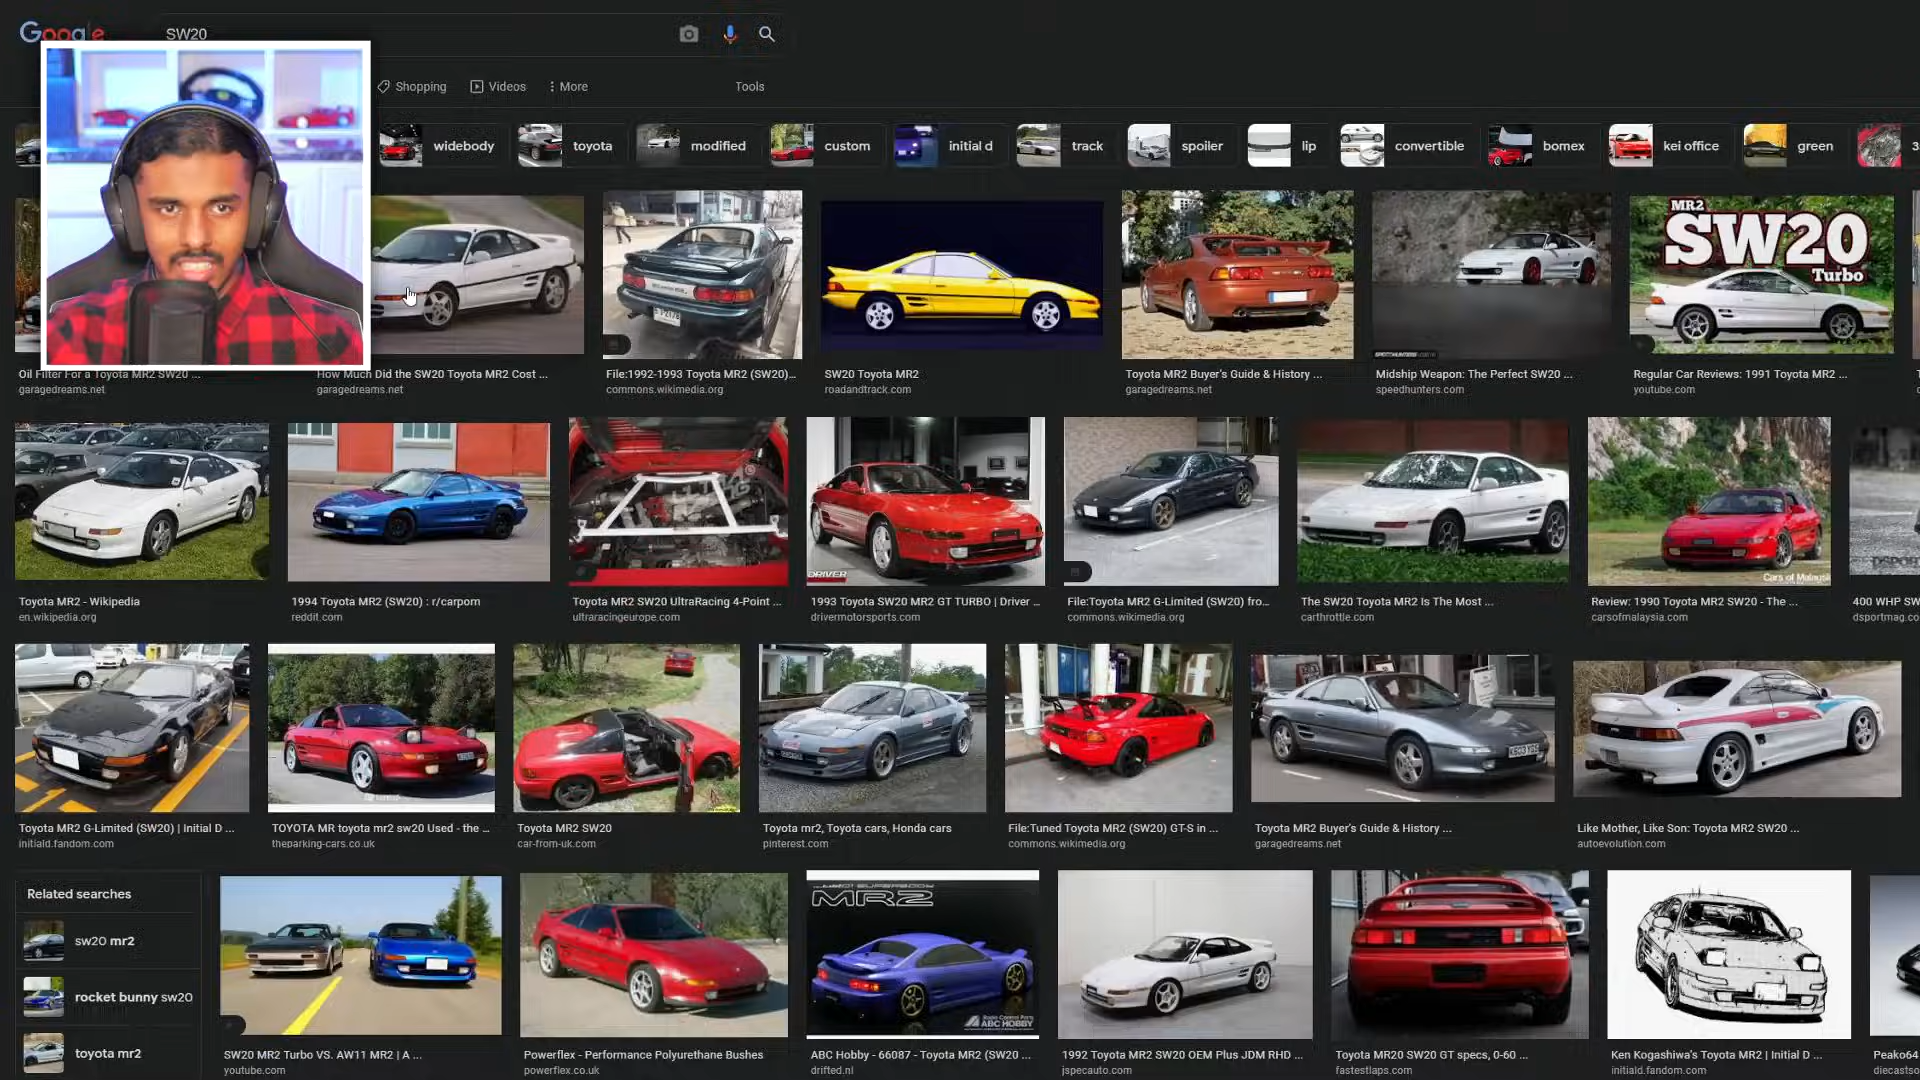 Google
SW20
Shopping
Videos
More
Tools
widebody
toyota
modified
custom
initial d
track
spoiler
lip
convertible
bomex
kei office
green
MR2
SW20
Turbo
Oil Filter For a Toyota MR2 SW20 ...
garagedreams.net
How Much Did the SW20 Toyota MR2 Cost ...
garagedreams.net
File:1992-1993 Toyota MR2 (SW20)...
commons.wikimedia.org
SW20 Toyota MR2
roadandtrack.com
Toyota MR2 Buyer's Guide & History ...
garagedreams.net
Midship Weapon: The Perfect SW20 ...
speedhunters.com
Regular Car Reviews: 1991 Toyota MR2 ...
youtube.com
DRIVER
Cars of Malaysia
Toyota MR2 - Wikipedia
en.wikipedia.org
1994 Toyota MR2 (SW20) : r/carporn
reddit.com
Toyota MR2 SW20 UltraRacing 4-Point ...
ultraracingeurope.com
1993 Toyota SW20 MR2 GT TURBO | Driver ...
drivermotorsports.com
File:Toyota MR2 G-Limited (SW20) fro...
commons.wikimedia.org
The SW20 Toyota MR2 Is The Most ...
carthrottle.com
Review: 1990 Toyota MR2 SW20 - The ...
carsofmalaysia.com
400 WHP SW
dsportmag.co
Toyota MR2 G-Limited (SW20) | Initial D ...
initiald.fandom.com
TOYOTA MR toyota mr2 sw20 Used - the ...
theparking-cars.co.uk
Toyota MR2 SW20
car-from-uk.com
Toyota mr2, Toyota cars, Honda cars
pinterest.com
File:Tuned Toyota MR2 (SW20) GT-S in ...
commons.wikimedia.org
Toyota MR2 Buyer's Guide & History ...
garagedreams.net
Like Mother, Like Son: Toyota MR2 SW20 ...
autoevolution.com
Related searches
sw20 mr2
rocket bunny sw20
toyota mr2
MR2
ABC HOBBY
SW20 MR2 Turbo VS. AW11 MR2 | A ...
youtube.com
Powerflex - Performance Polyurethane Bushes
powerflex.co.uk
ABC Hobby - 66087 - Toyota MR2 (SW20 ...
drifted.nl
1992 Toyota MR2 SW20 OEM Plus JDM RHD ...
jspecauto.com
Toyota MR20 SW20 GT specs, 0-60 ...
fastestlaps.com
Ken Kogashiwa's Toyota MR2 | Initial D ...
initiald.fandom.com
Peako64
diecastso